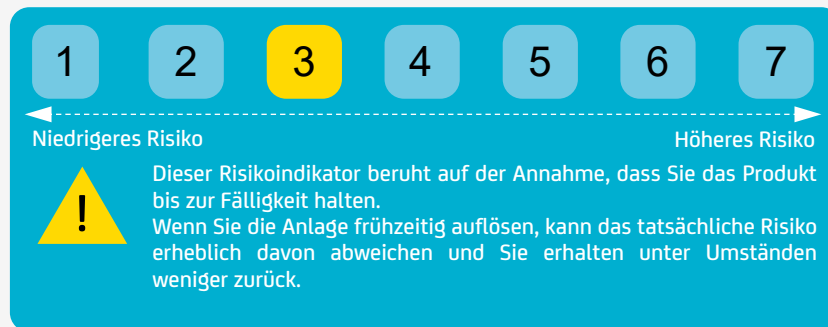 1 2 3 4 5 6 7
Niedrigeres Risiko Höheres Risiko
!
Dieser Risikoindikator beruht auf der Annahme, dass Sie das Produkt
bis zur Fälligkeit halten.
Wenn Sie die Anlage frühzeitig auflösen, kann das tatsächliche Risiko
erheblich davon abweichen und Sie erhalten unter Umständen
weniger zurück.